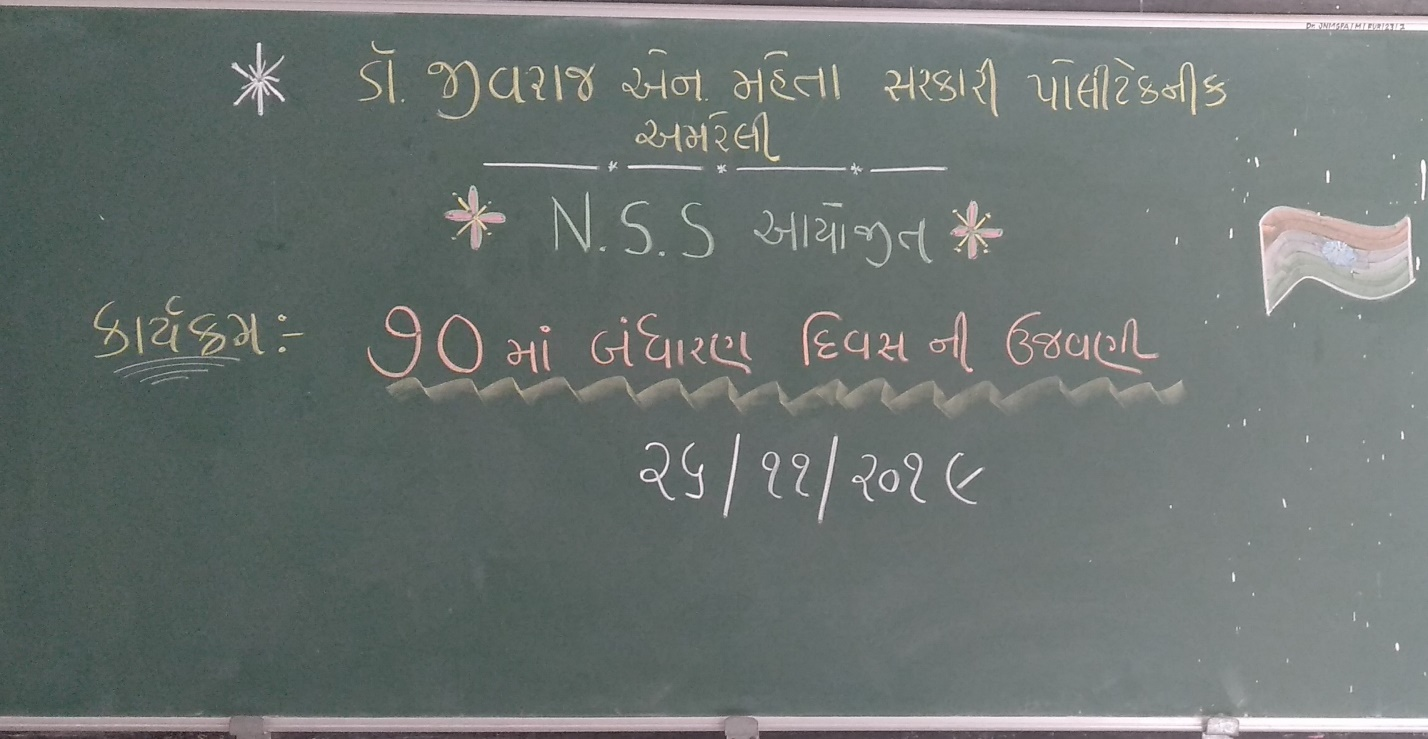 ડૉ. જીવરાજ એન. મહેતા સરકારી પોલીટેકનીક
અમરેલી
N.S.S આયોજીત
કાર્યક્રમ:- ૭૦ માં બંધારણ દિવસ ની ઉજવણી
૨૬/૧૧/૨૦૧૯